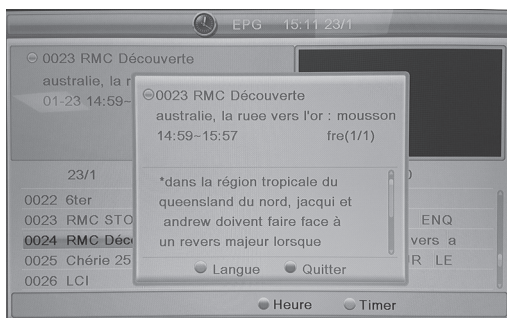 EPG 15:11 23/1
0023 RMC Découverte
australie, la r
01-23 14:59~
0023 RMC Découverte
australie, la ruee vers l'or : mousson
14:59~15:57 fre(1/1)
*dans la région tropicale du
queensland du nord, jacqui et
andrew doivent faire face à
un revers majeur lorsque
Langue Quitter
23/1 0
0022 6ter
0023 RMC STO ENQ
0024 RMC Déc vers a
0025 Chérie 25 R LE
0026 LCI
Heure Timer